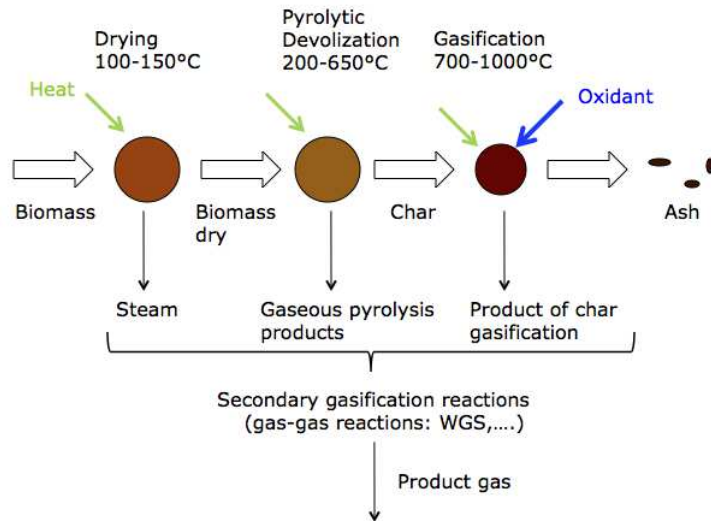 Drying
100-150°C
Pyrolytic
Devolization
200-650°C
Gasification
700-1000°C
Heat
Oxidant
Biomass
Biomass
dry
Char
Ash
Steam
Gaseous pyrolysis
products
Product of char
gasification
Secondary gasification reactions
(gas-gas reactions: WGS,....)
Product gas